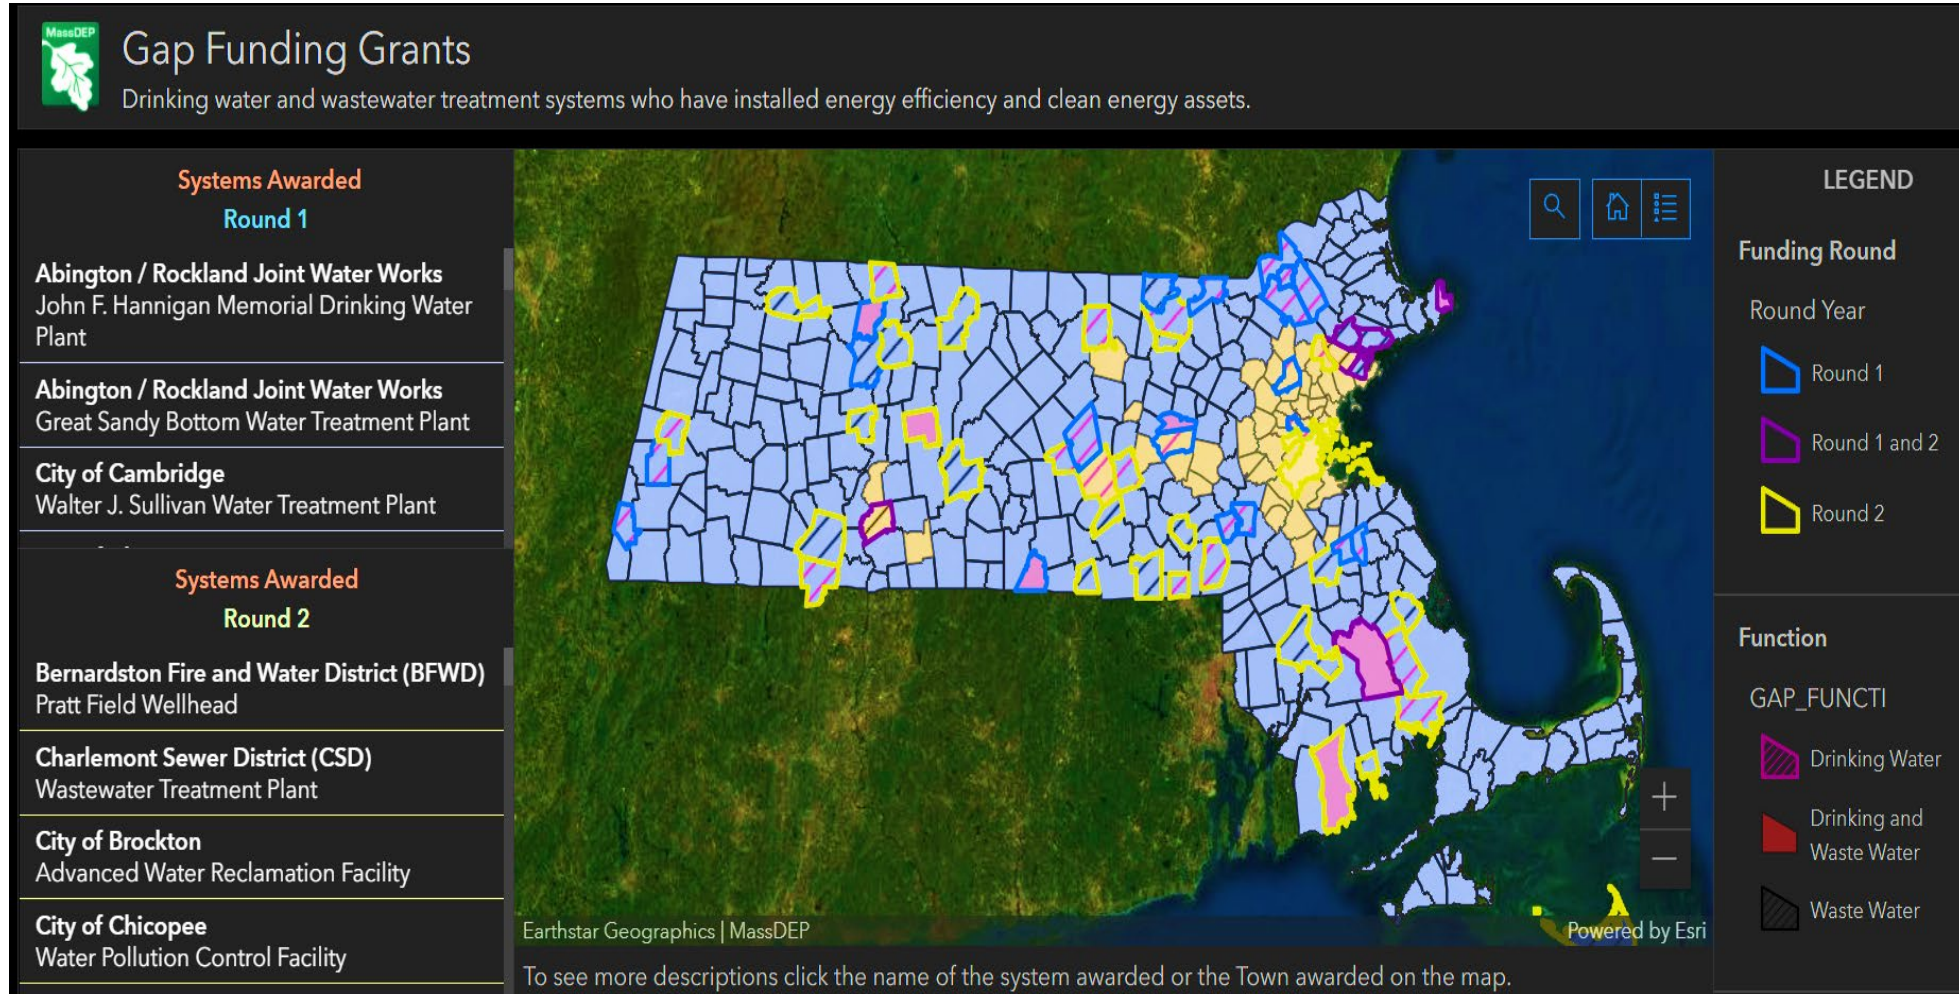 MassDEP
Gap Funding Grants
Drinking water and wastewater treatment systems who have installed energy efficiency and clean energy assets.
Systems Awarded
Round 1
Abington / Rockland Joint Water Works
John F. Hannigan Memorial Drinking Water
Plant
Abington / Rockland Joint Water Works
Great Sandy Bottom Water Treatment Plant
City of Cambridge
Walter J. Sullivan Water Treatment Plant
Systems Awarded
Round 2
Bernardston Fire and Water District (BFWD)
Pratt Field Wellhead
Charlemont Sewer District (CSD)
Wastewater Treatment Plant
City of Brockton
Advanced Water Reclamation Facility
City of Chicopee
Water Pollution Control Facility
+
−
Earthstar Geographics | MassDEP
Powered by Esri
To see more descriptions click the name of the system awarded or the Town awarded on the map.
LEGEND
Funding Round
Round Year
Round 1
Round 1 and 2
Round 2
Function
GAP_FUNCTI
Drinking Water
Drinking and
Waste Water
Waste Water